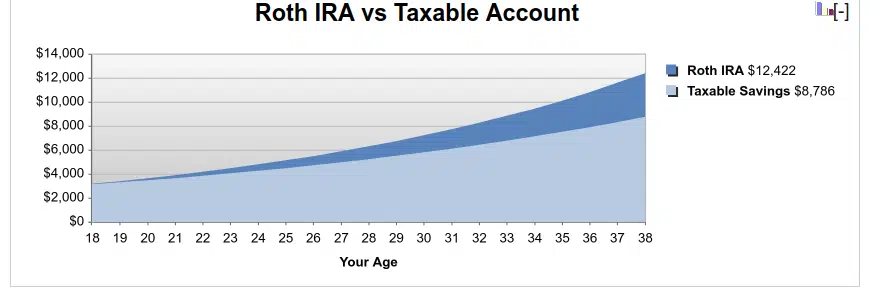 Roth IRA vs Taxable Account
[-]
$14,000
$12,000
$10,000
$8,000
$6,000
$4,000
$2,000
$0
18 19 20 21 22 23 24 25 26 27 28 29 30 31 32 33 34 35 36 37 38
Your Age
Roth IRA $12,422
Taxable Savings $8,786